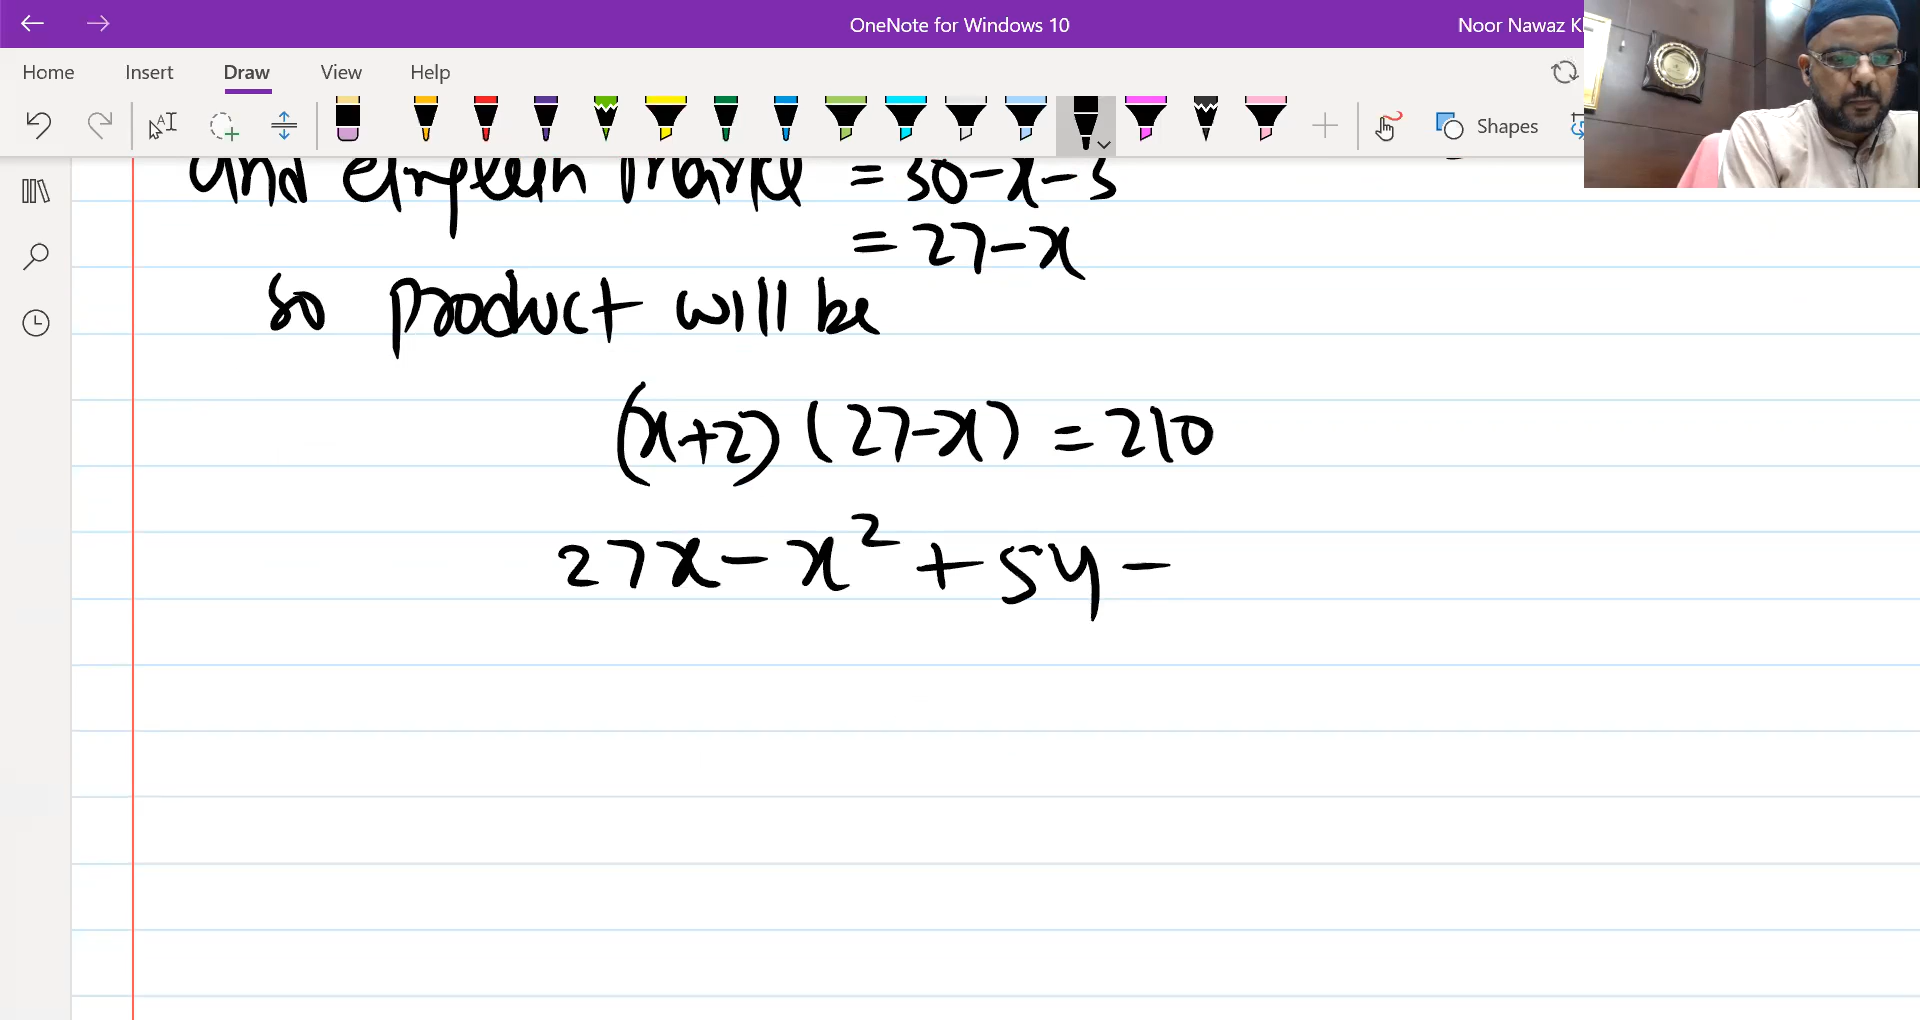 OneNote for Windows 10
Noor Nawaz K
Home Insert Draw View Help
Shapes
and English Marks = 30-x-3
= 27-x
so product will be
(x+2) (27-x) = 210
27x - x² + 54 -